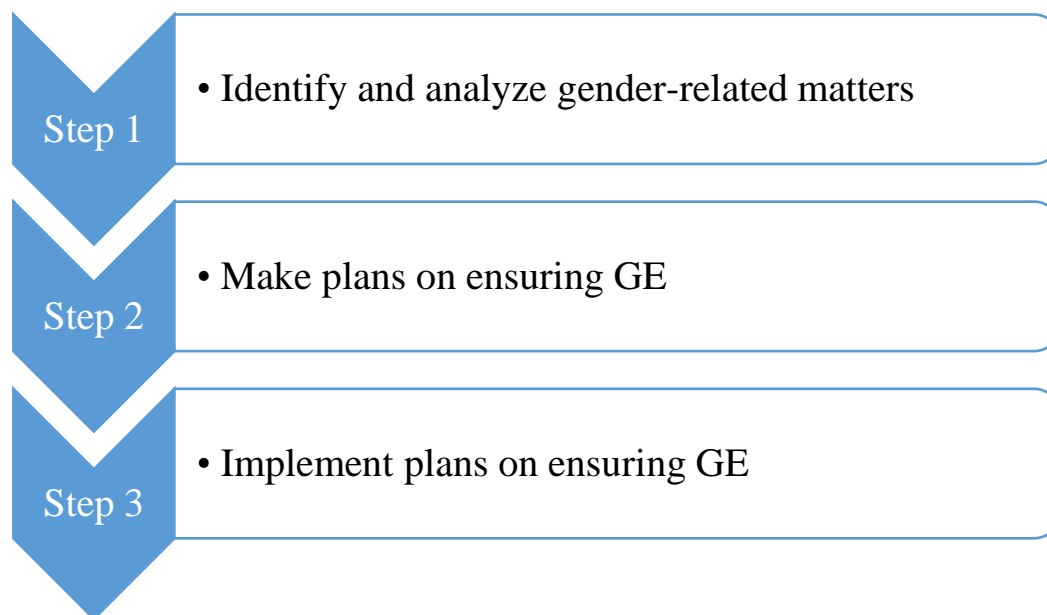 Step 1
• Identify and analyze gender-related matters
Step 2
• Make plans on ensuring GE
Step 3
• Implement plans on ensuring GE